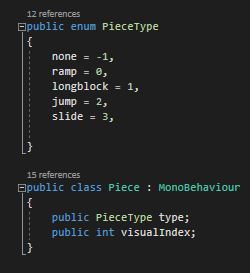 12 references
public enum PieceType
{
none = -1,
ramp = 0,
longblock = 1,
jump = 2,
slide = 3,
}
15 references
public class Piece : MonoBehaviour
{
public PieceType type;
public int visualIndex;
}